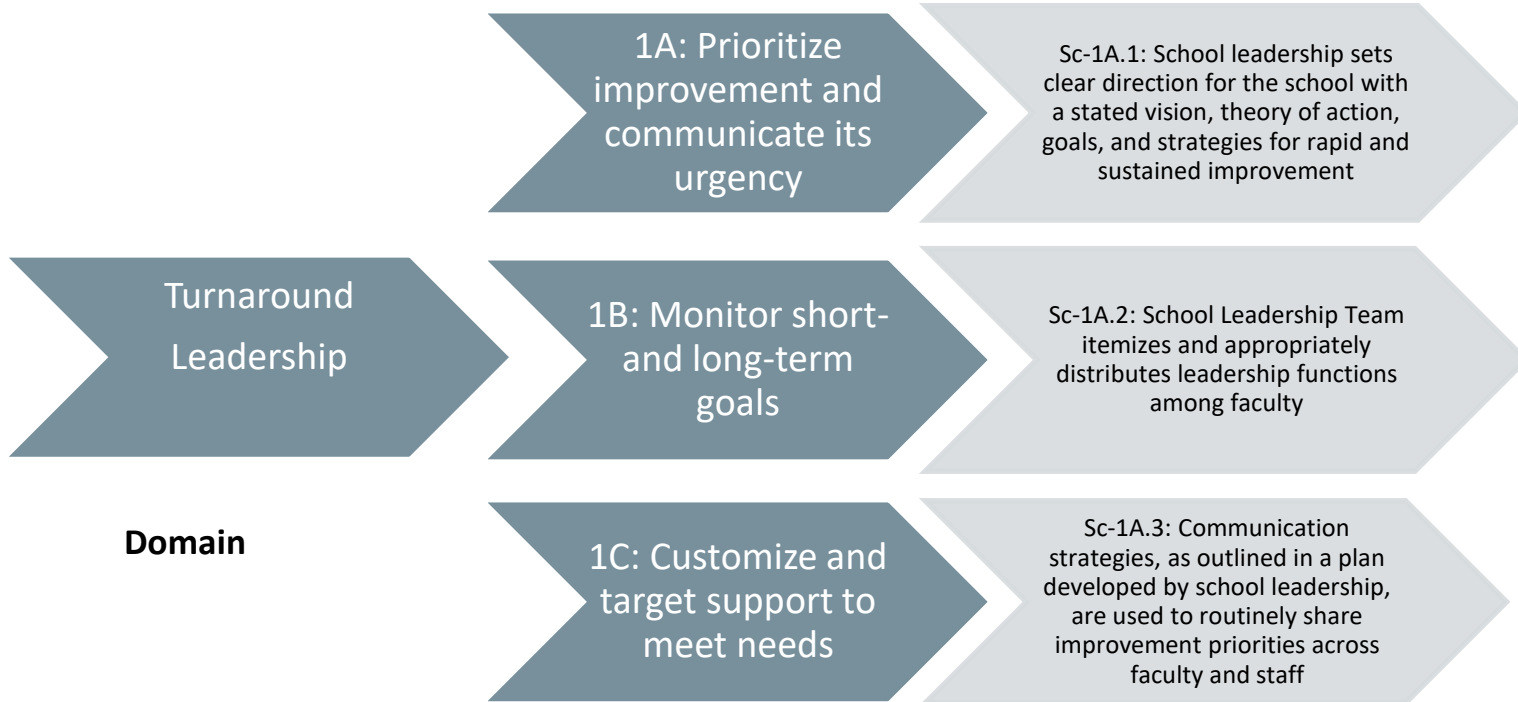 Turnaround
Leadership
Domain
1A: Prioritize
improvement and
communicate its
urgency
1B: Monitor short-
and long-term
goals
1C: Customize and
target support to
meet needs
Sc-1A.1: School leadership sets
clear direction for the school with
a stated vision, theory of action,
goals, and strategies for rapid and
sustained improvement
Sc-1A.2: School Leadership Team
itemizes and appropriately
distributes leadership functions
among faculty
Sc-1A.3: Communication
strategies, as outlined in a plan
developed by school leadership,
are used to routinely share
improvement priorities across
faculty and staff